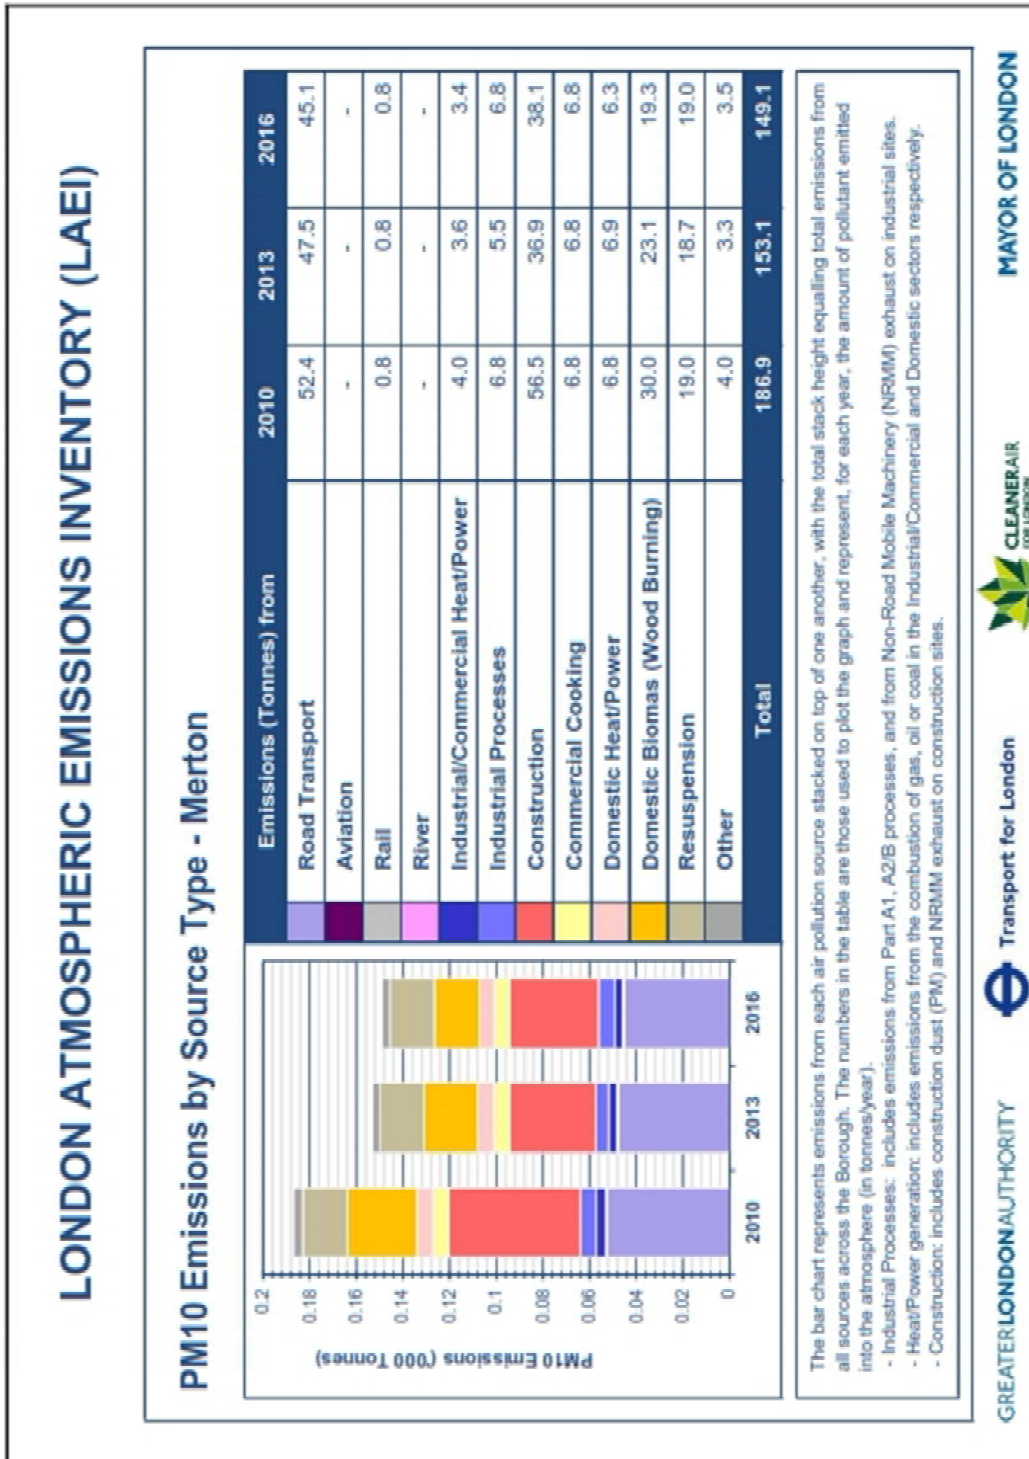 LONDON ATMOSPHERIC EMISSIONS INVENTORY (LAEI)
PM10 Emissions by Source Type - Merton
PM10 Emissions ('000 Tonnes)
0.2
0.18
0.16
0.14
0.12
0.1
0.08
0.06
0.04
0.02
0
2010 2013 2016
Emissions (Tonnes) from 2010 2013 2016
Road Transport 52.4 47.5 45.1
Aviation - - -
Rail 0.8 0.8 0.8
River - - -
Industrial/Commercial Heat/Power 4.0 3.6 3.4
Industrial Processes 6.8 5.5 6.8
Construction 56.5 36.9 38.1
Commercial Cooking 6.8 6.8 6.8
Domestic Heat/Power 6.8 6.9 6.3
Domestic Biomas (Wood Burning) 30.0 23.1 19.3
Resuspension 19.0 18.7 19.0
Other 4.0 3.3 3.5
Total 186.9 153.1 149.1
The bar chart represents emissions from each air pollution source stacked on top of one another, with the total stack height equalling total emissions from
all sources across the Borough. The numbers in the table are those used to plot the graph and represent, for each year, the amount of pollutant emitted
into the atmosphere (in tonnes/year).
- Industrial Processes: includes emissions from Part A1, A2/B processes, and from Non-Road Mobile Machinery (NRMM) exhaust on industrial sites.
- Heat/Power generation: includes emissions from the combustion of gas, oil or coal in the Industrial/Commercial and Domestic sectors respectively.
- Construction: includes construction dust (PM) and NRMM exhaust on construction sites.
GREATERLONDONAUTHORITY
Transport for London
CLEANERAIR
FOR LONDON
MAYOR OF LONDON